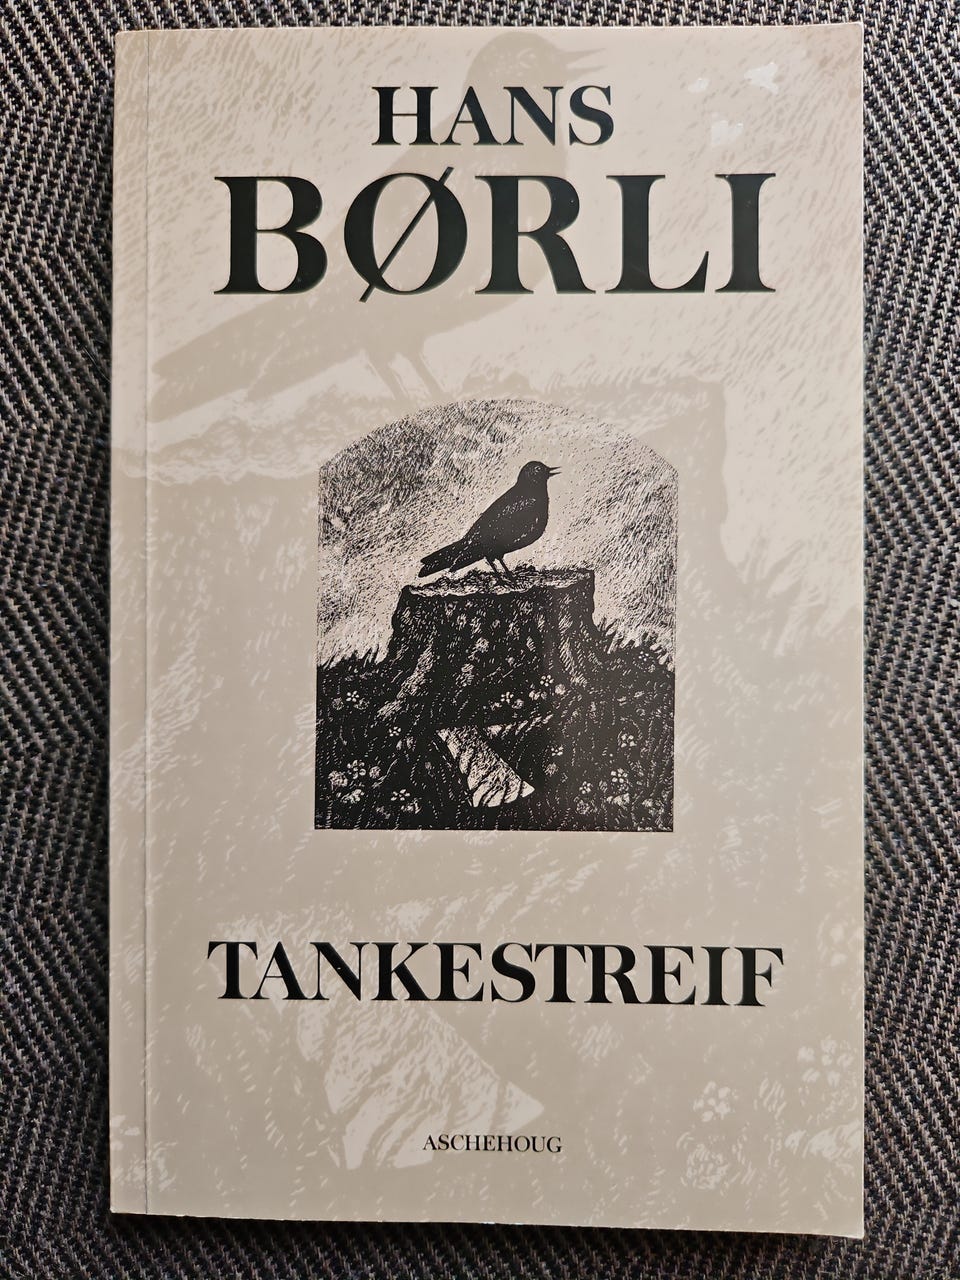 HANS
BØRLI
TANKESTREIF
ASCHEHOUG